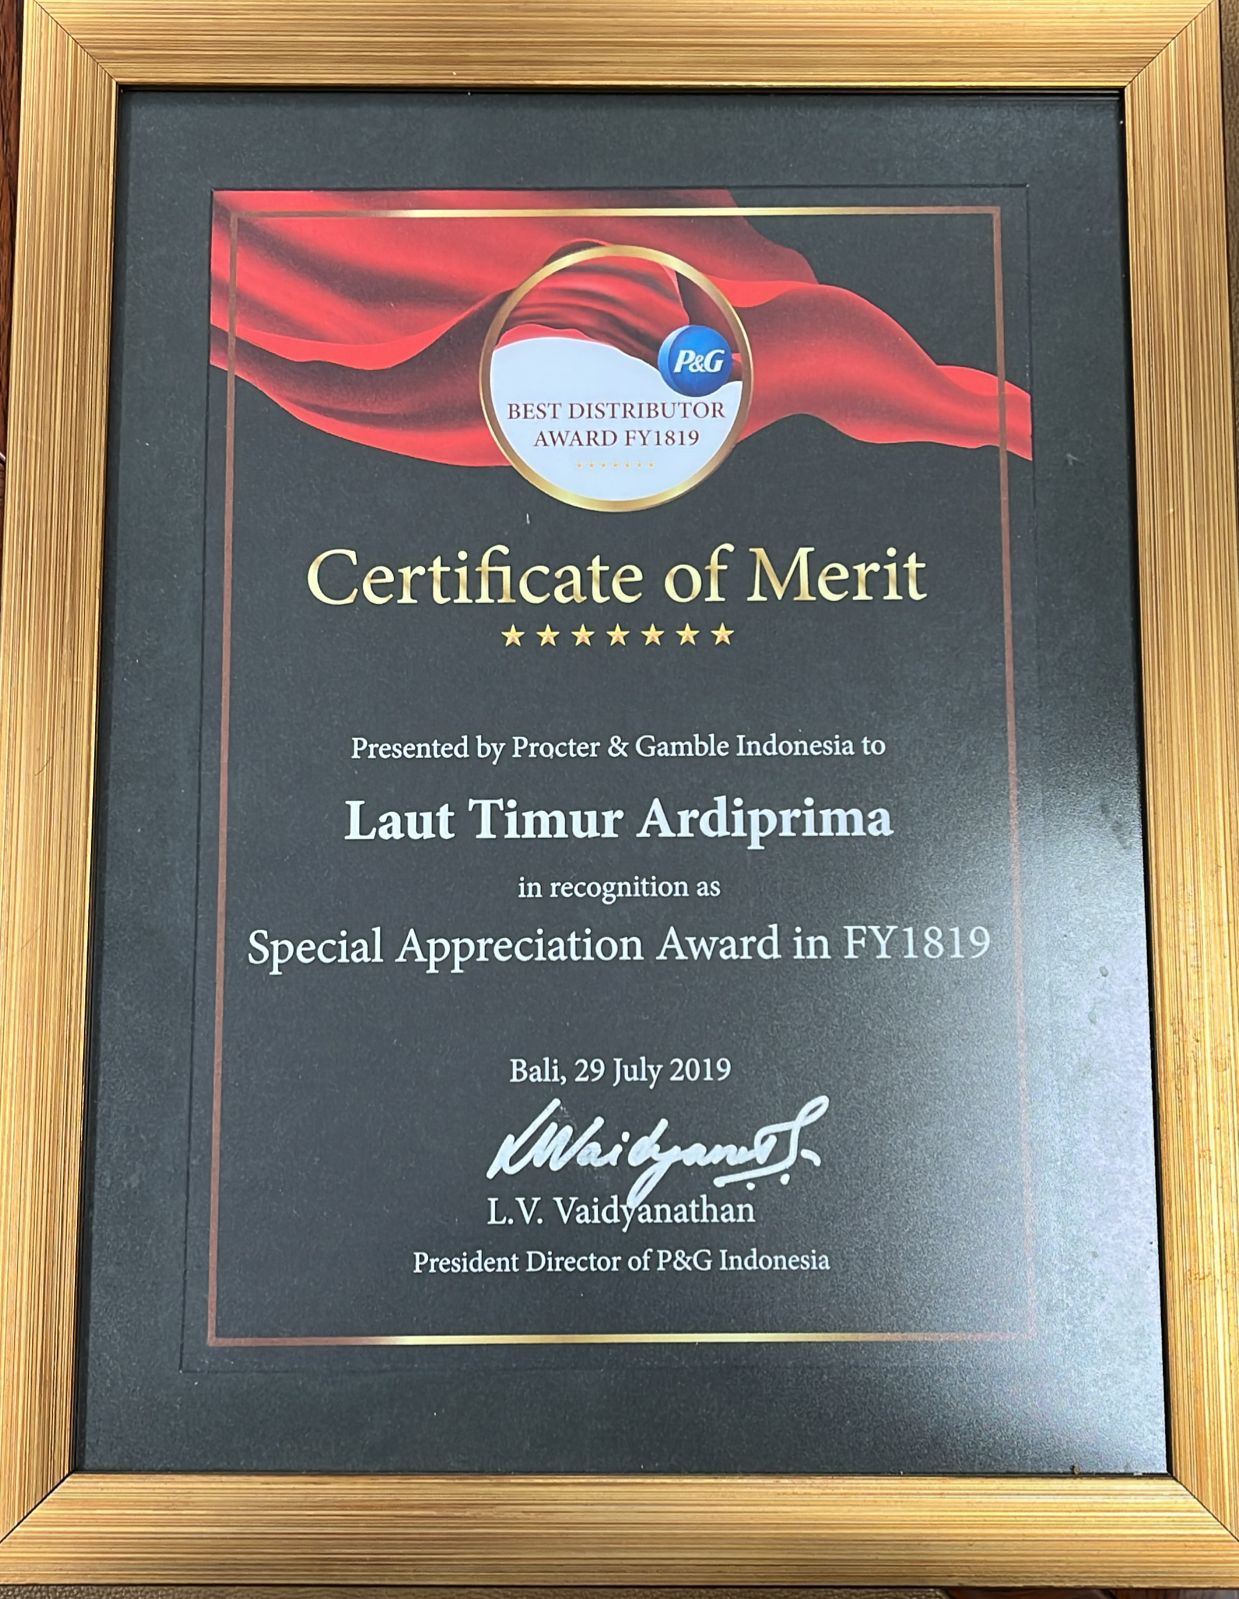 P&G
BEST DISTRIBUTOR
AWARD FY1819
Certificate of Merit
Presented by Procter & Gamble Indonesia to
Laut Timur Ardiprima
in recognition as
Special Appreciation Award in FY1819
Bali, 29 July 2019
L.V. Vaidyanathan
President Director of P&G Indonesia